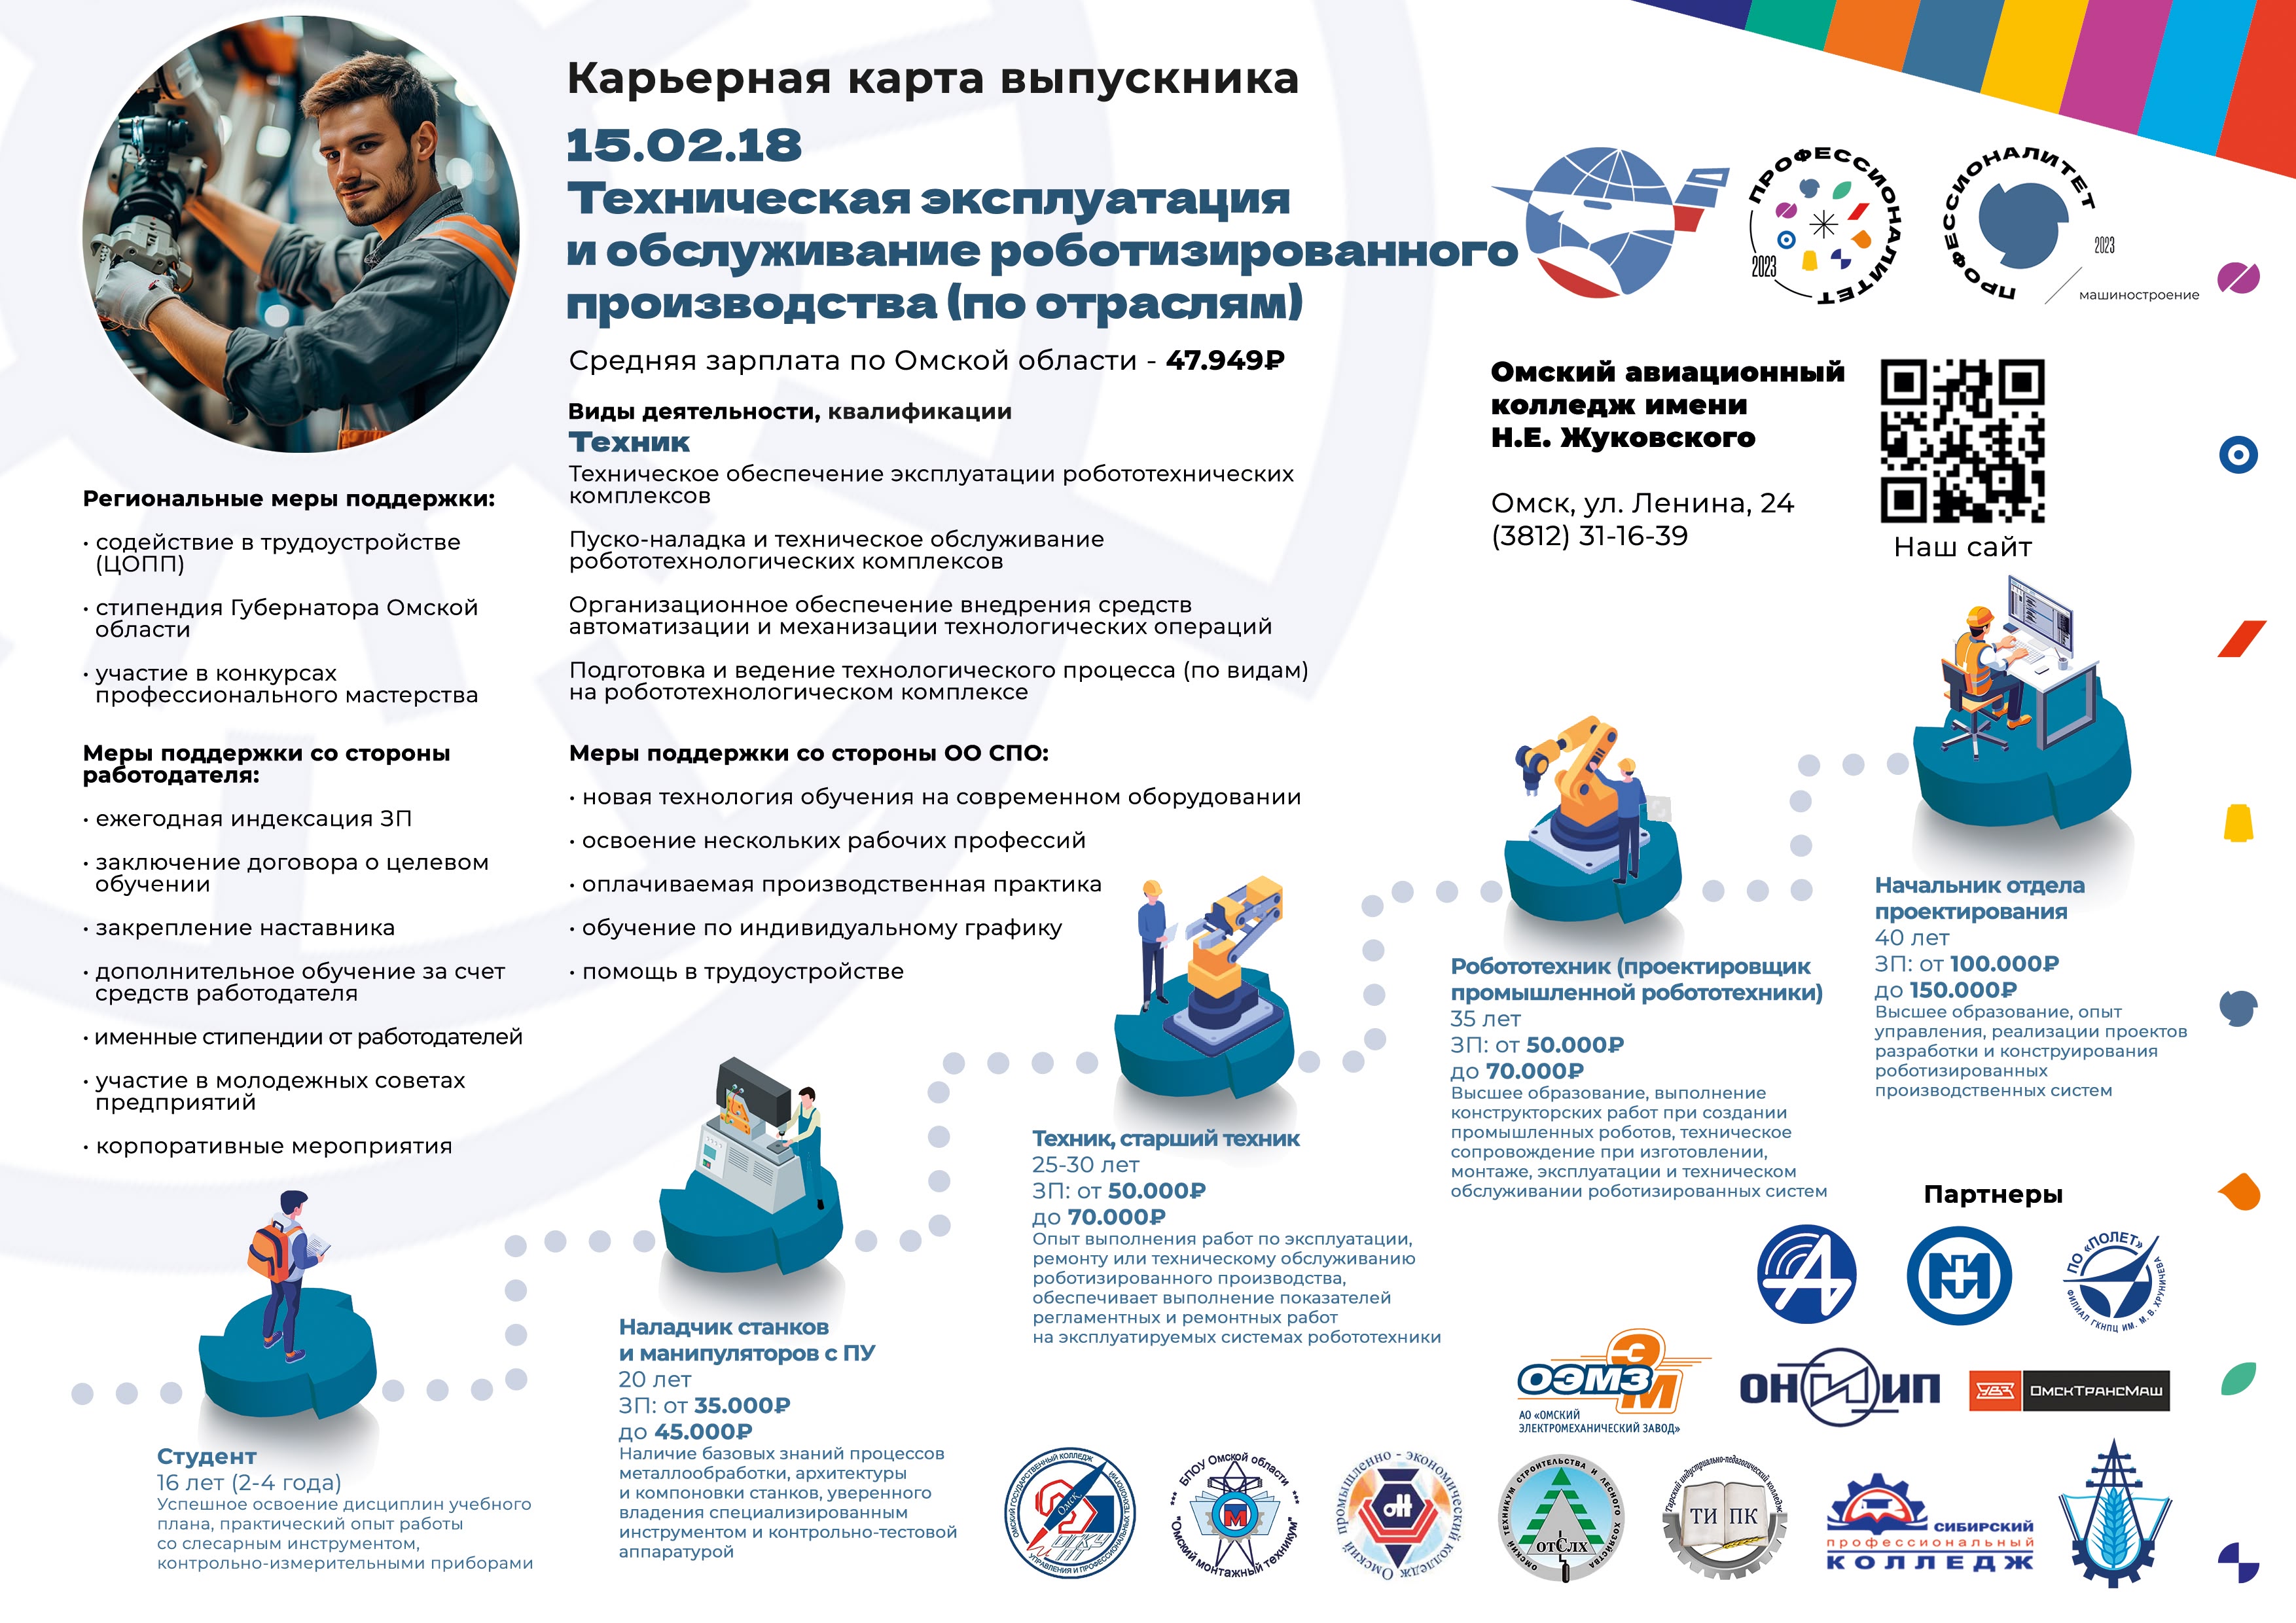 Карьерная карта выпускника
15.02.18
Техническая эксплуатация
и обслуживание роботизированного
производства (по отраслям)
Средняя зарплата по Омской области - 47.949₽
Виды деятельности, квалификации
Техник
Техническое обеспечение эксплуатации робототехнических
комплексов
Пуско-наладка и техническое обслуживание
робототехнологических комплексов
Организационное обеспечение внедрения средств
автоматизации и механизации технологических операций
Подготовка и ведение технологического процесса (по видам)
на робототехнологическом комплексе
Меры поддержки со стороны ОО СПО:
• новая технология обучения на современном оборудовании
• освоение нескольких рабочих профессий
• оплачиваемая производственная практика
• обучение по индивидуальному графику
• помощь в трудоустройстве
Региональные меры поддержки:
• содействие в трудоустройстве
(ЦОПП)
• стипендия Губернатора Омской
области
• участие в конкурсах
профессионального мастерства
Меры поддержки со стороны
работодателя:
• ежегодная индексация ЗП
• заключение договора о целевом
обучении
• закрепление наставника
• дополнительное обучение за счет
средств работодателя
• именные стипендии от работодателей
• участие в молодежных советах
предприятий
• корпоративные мероприятия
ПРОФЕССИОНАЛИТЕТ
2023
ПРОФЕССИОНАЛИТЕТ
2023
машиностроение
Омский авиационный
колледж имени
Н.Е. Жуковского
Омск, ул. Ленина, 24
(3812) 31-16-39
Наш сайт
Студент
16 лет (2-4 года)
Успешное освоение дисциплин учебного
плана, практический опыт работы
со слесарным инструментом,
контрольно-измерительными приборами
Наладчик станков
и манипуляторов с ПУ
20 лет
ЗП: от 35.000₽
до 45.000₽
Наличие базовых знаний процессов
металлообработки, архитектуры
и компоновки станков, уверенного
владения специализированным
инструментом и контрольно-тестовой
аппаратурой
Техник, старший техник
25-30 лет
ЗП: от 50.000₽
до 70.000₽
Опыт выполнения работ по эксплуатации,
ремонту или техническому обслуживанию
роботизированного производства,
обеспечивает выполнение показателей
регламентных и ремонтных работ
на эксплуатируемых системах робототехники
Робототехник (проектировщик
промышленной робототехники)
35 лет
ЗП: от 50.000₽
до 70.000₽
Высшее образование, выполнение
конструкторских работ при создании
промышленных роботов, техническое
сопровождение при изготовлении,
монтаже, эксплуатации и техническом
обслуживании роботизированных систем
Начальник отдела
проектирования
40 лет
ЗП: от 100.000₽
до 150.000₽
Высшее образование, опыт
управления, реализации проектов
разработки и конструирования
роботизированных
производственных систем
Партнеры
ПО «ПОЛЕТ»
ФИЛИАЛ ГКНПЦ ИМ. М. В. ХРУНИЧЕВА
ОЭМЗ
ЭМ
АО «ОМСКИЙ
ЭЛЕКТРОМЕХАНИЧЕСКИЙ ЗАВОД»
ОНИИП
УВЗ ОМСКТРАНСМАШ
ОМСКИЙ ГОСУДАРСТВЕННЫЙ КОЛЛЕДЖ
УПРАВЛЕНИЯ И ПРОФЕССИОНАЛЬНЫХ ТЕХНОЛОГИЙ
Омск
БПОУ Омской области
М
"Омский монтажный техникум"
Омский промышленно - экономический колледж
ОМСКИЙ ТЕХНИКУМ СТРОИТЕЛЬСТВА И ЛЕСНОГО ХОЗЯЙСТВА
ОТСЛХ
Тарский индустриально-педагогический колледж
ТИ ПК
СИБИРСКИЙ
профессиональный
КОЛЛЕДЖ